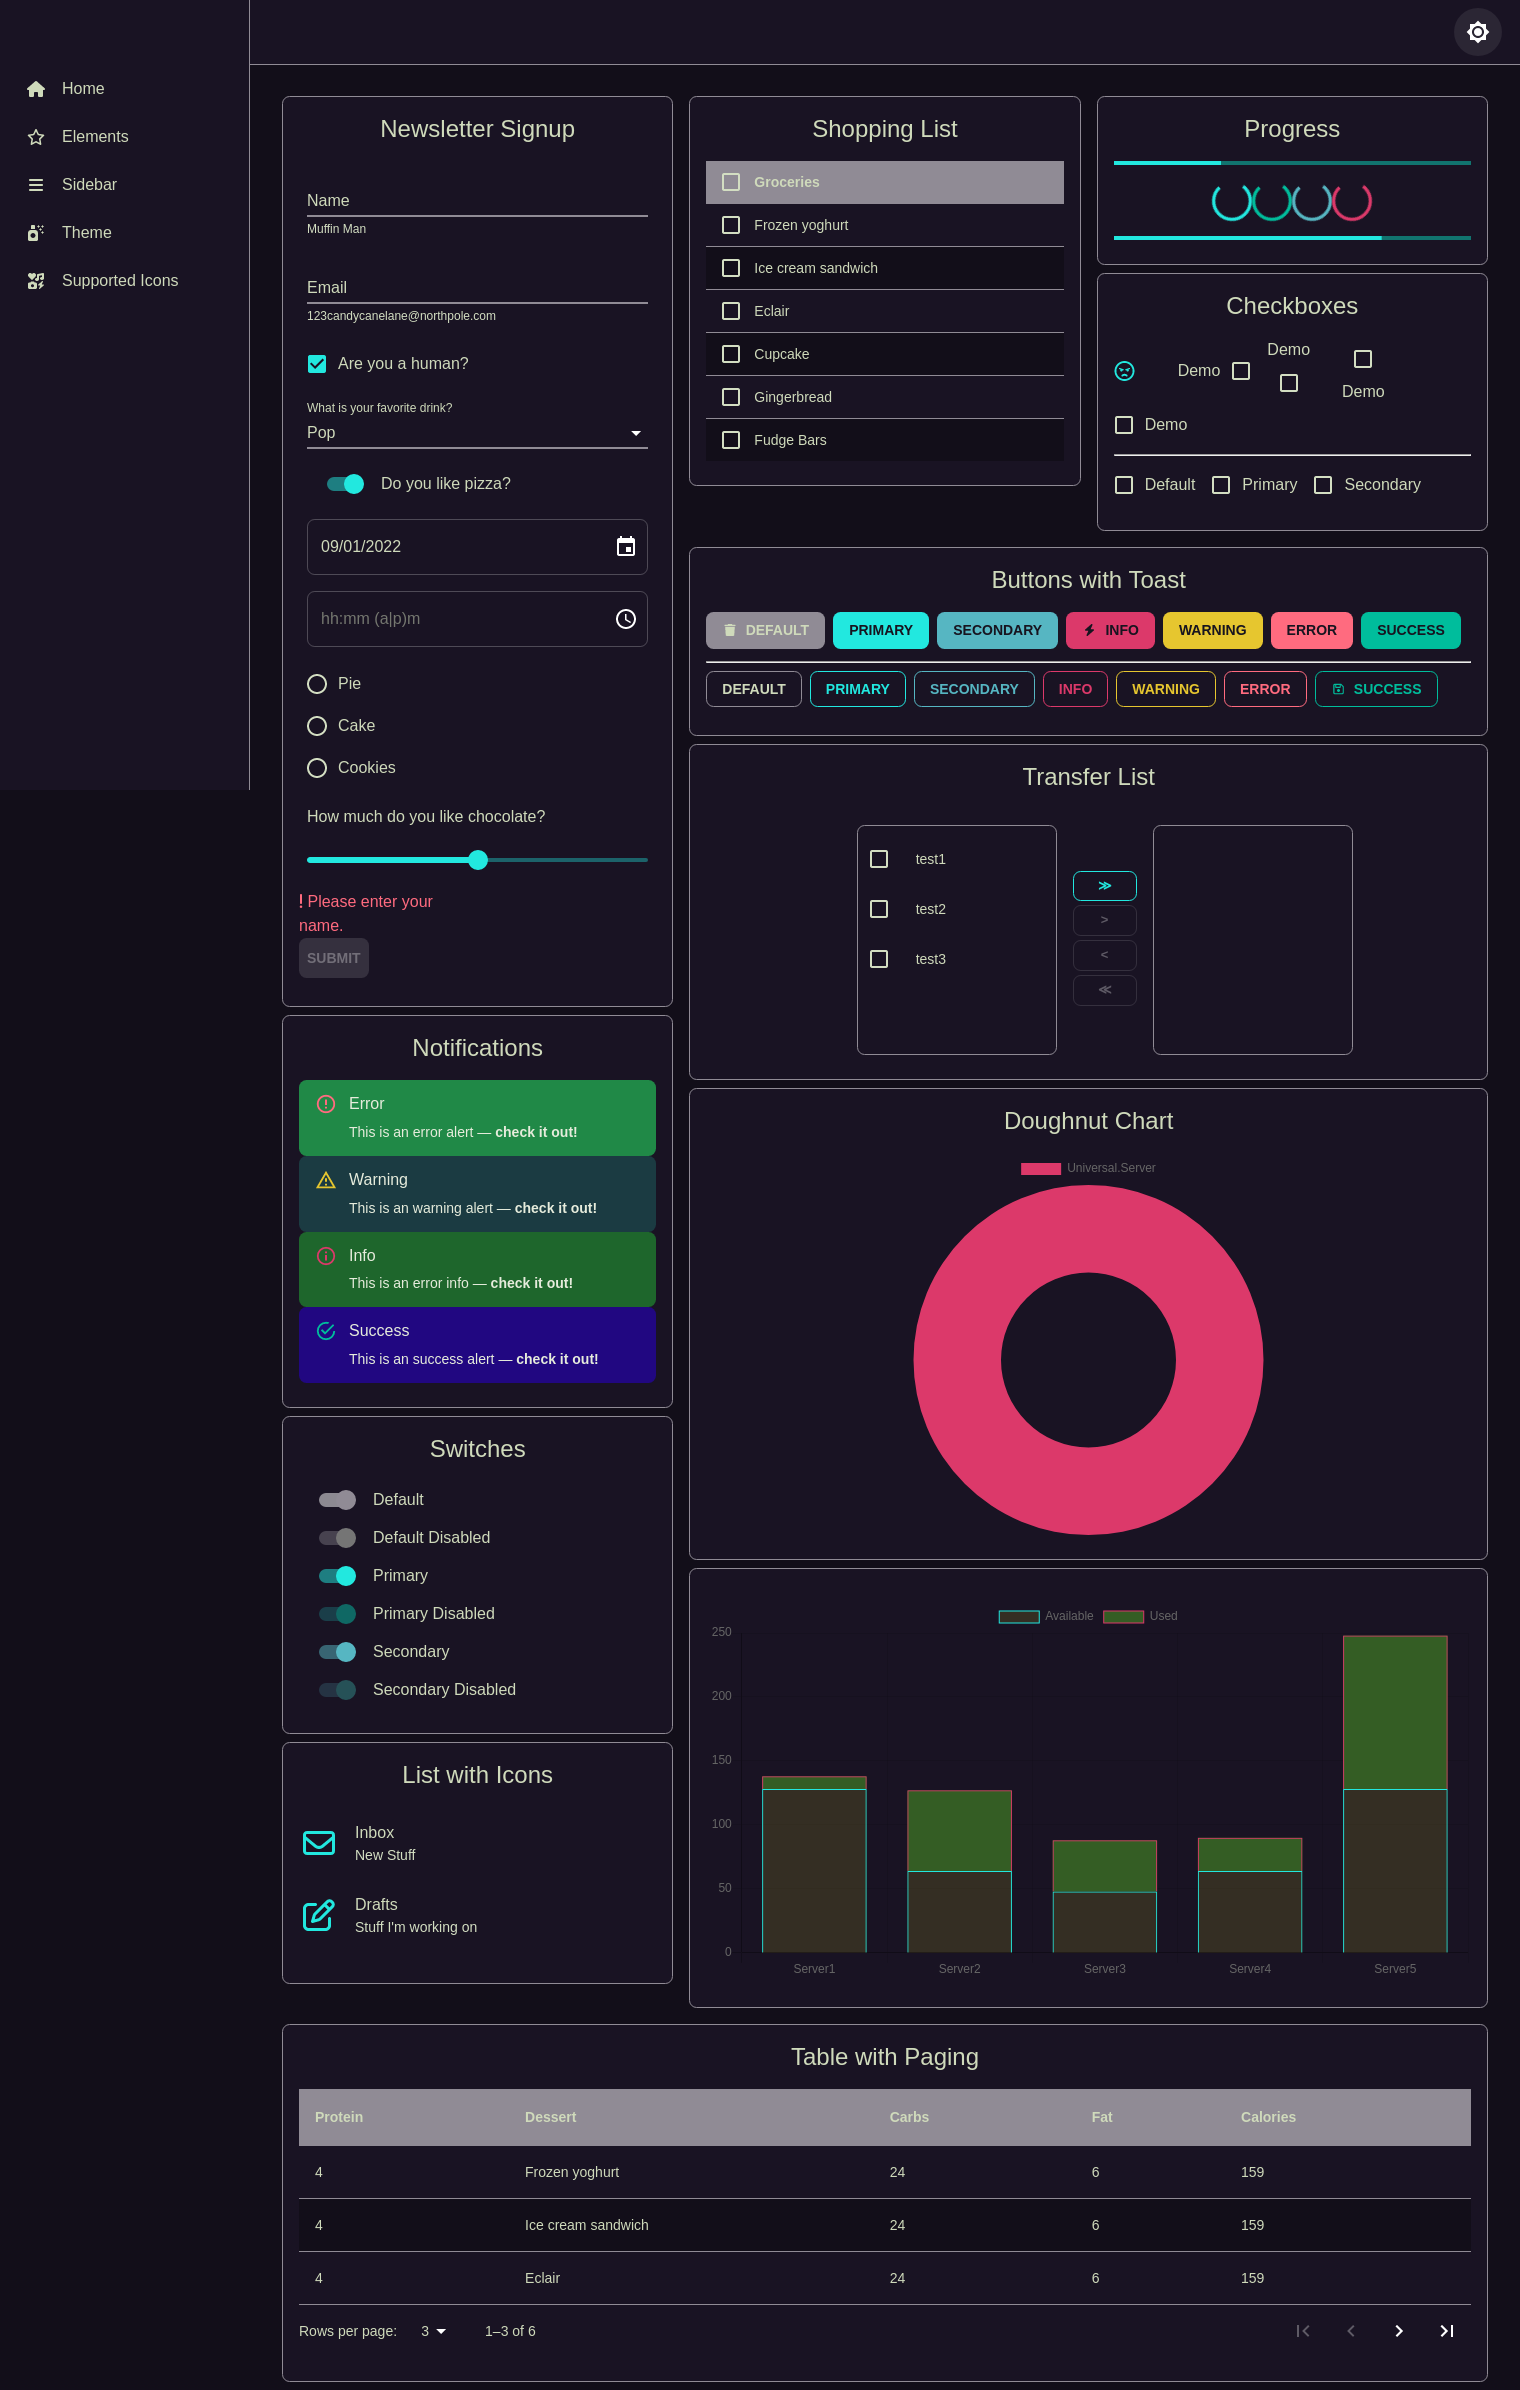 Home
Elements
Sidebar
Theme
Supported Icons
Newsletter Signup
Name
Muffin Man
Email
123candycanelane@northpole.com
Are you a human?
What is your favorite drink?
Pop
Do you like pizza?
09/01/2022
hh:mm (a|p)m
Pie
Cake
Cookies
How much do you like chocolate?
! Please enter your
name.
SUBMIT
Notifications
Error
This is an error alert — check it out!
Warning
This is an warning alert — check it out!
Info
This is an error info — check it out!
Success
This is an success alert — check it out!
Switches
Default
Default Disabled
Primary
Primary Disabled
Secondary
Secondary Disabled
List with Icons
Inbox
New Stuff
Drafts
Stuff I'm working on
Shopping List
Groceries
Frozen yoghurt
Ice cream sandwich
Eclair
Cupcake
Gingerbread
Fudge Bars
Progress
Checkboxes
Demo
Demo
Demo
Demo
Default Primary Secondary
Buttons with Toast
DEFAULT PRIMARY SECONDARY INFO WARNING ERROR SUCCESS
DEFAULT PRIMARY SECONDARY INFO WARNING ERROR SUCCESS
Transfer List
test1
test2
test3
≫
>
<
≪
Doughnut Chart
Universal.Server
Available Used
250
200
150
100
50
0
Server1 Server2 Server3 Server4 Server5
Table with Paging
Protein Dessert Carbs Fat Calories
4 Frozen yoghurt 24 6 159
4 Ice cream sandwich 24 6 159
4 Eclair 24 6 159
Rows per page: 3 1–3 of 6